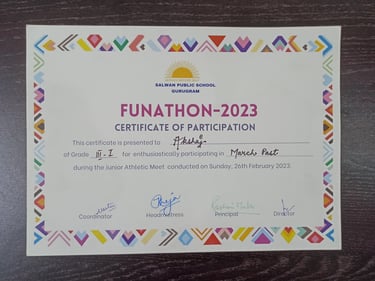 SALWAN PUBLIC SCHOOL
GURUGRAM
FUNATHON-2023
CERTIFICATE OF PARTICIPATION
This certificate is presented to Akshaj
of Grade III-I for enthusiastically participating in March Past
during the Junior Athletic Meet conducted on Sunday, 26th February 2023.
Coordinator Headmistress Principal Director